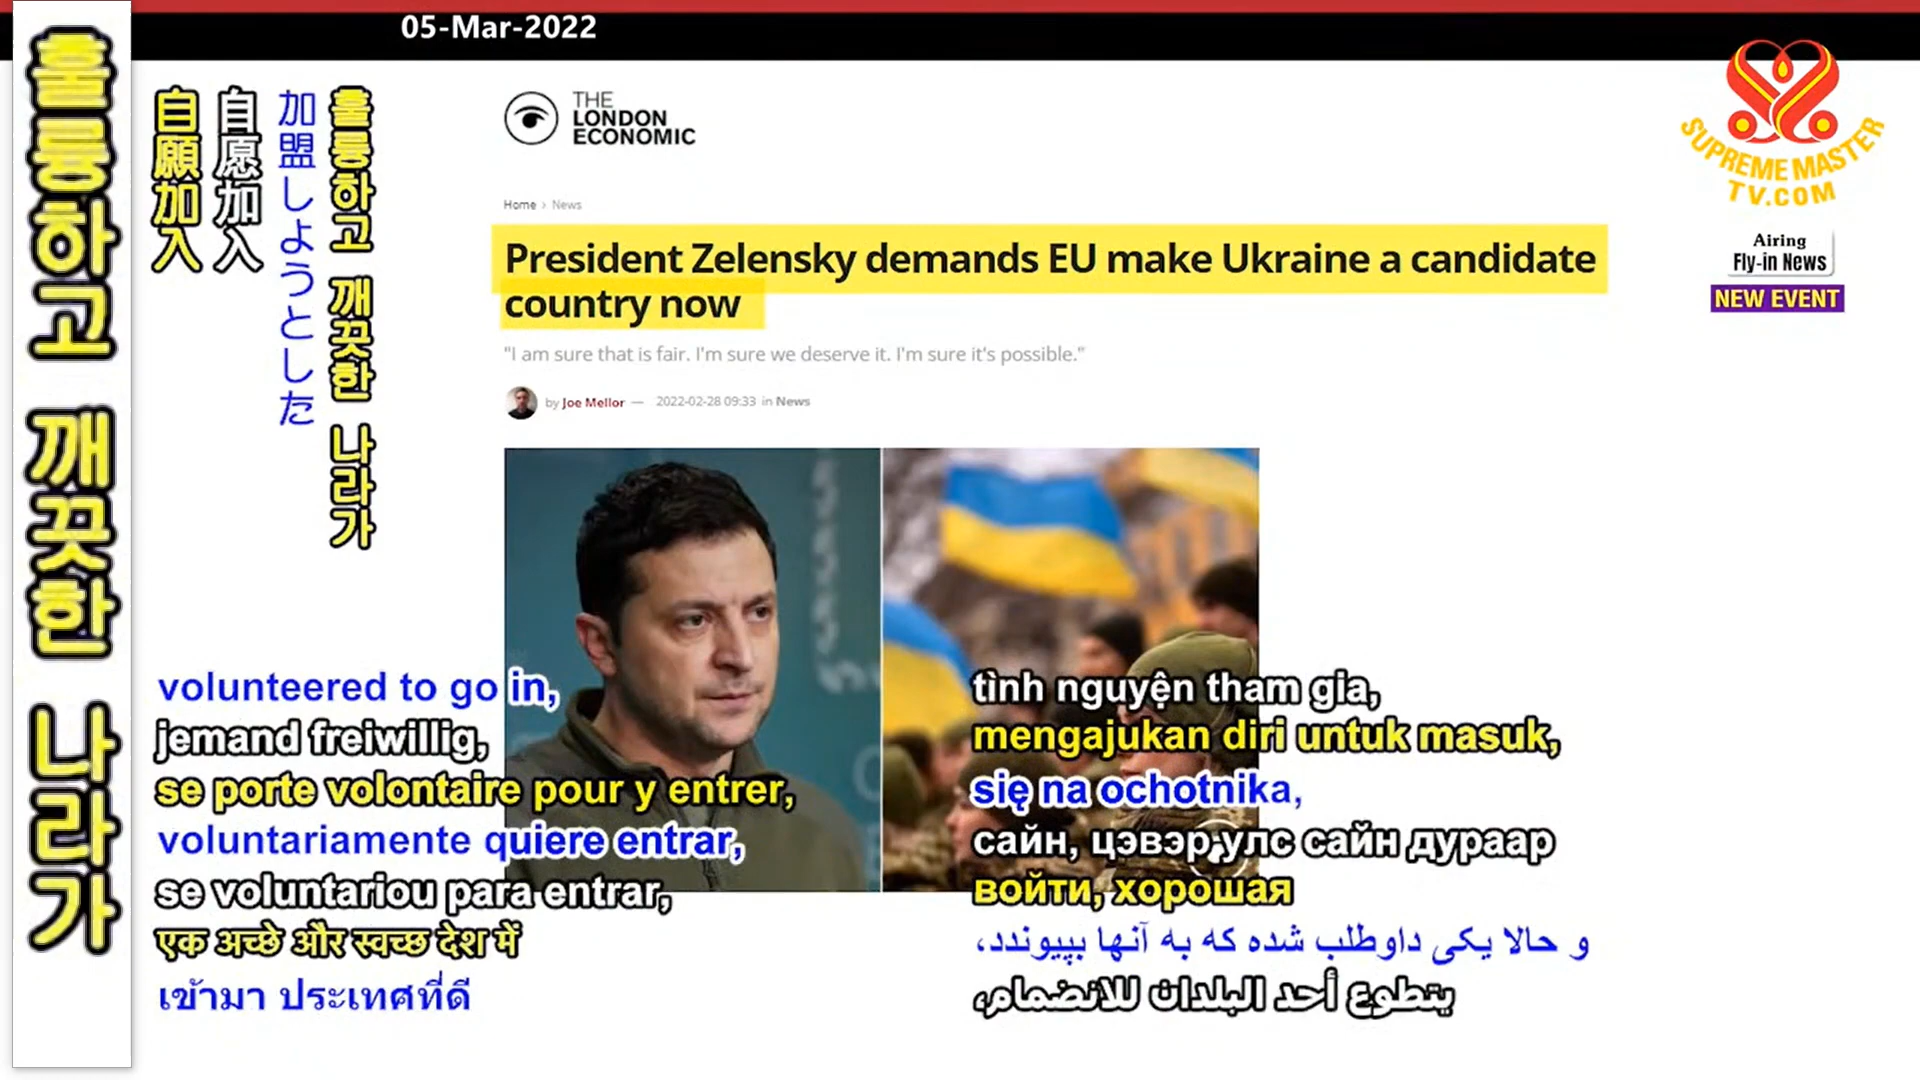 05-Mar-2022
훌륭하고 깨끗한 나라가
自願加入
自愿加入
加盟しようとした
훌륭하고 깨끗한 나라가
THE
LONDON
ECONOMIC
SUPREME MASTER
TV.COM
Airing
Fly-in News
NEW EVENT
Home > News
President Zelensky demands EU make Ukraine a candidate
country now
"I am sure that is fair. I'm sure we deserve it. I'm sure it's possible."
by Joe Mellor — 2022-02-28 09:33 in News
volunteered to go in,
jemand freiwillig,
se porte volontaire pour y entrer,
voluntariamente quiere entrar,
se voluntariou para entrar,
एक अच्छे और स्वच्छ देश में
เข้ามา ประเทศที่ดี
tình nguyện tham gia,
mengajukan diri untuk masuk,
się na ochotnika,
сайн, цэвэр улс сайн дураар
войти, хорошая
و حالا یکی داوطلب شده که به آنها بپیوندد،
يتطوع أحد البلدان للانضمام،